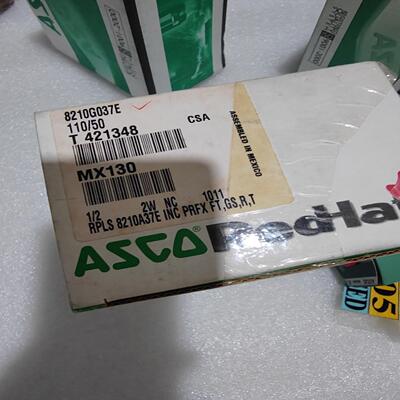 8210G037E
110/50
T 421348
CSA
ASSEMBLED IN MEXICO
MX130
1/2 2W NC 1011
RPLS 8210A37E INC PRFX FT,GS,R,T
ASCO® RedHat
ASCO